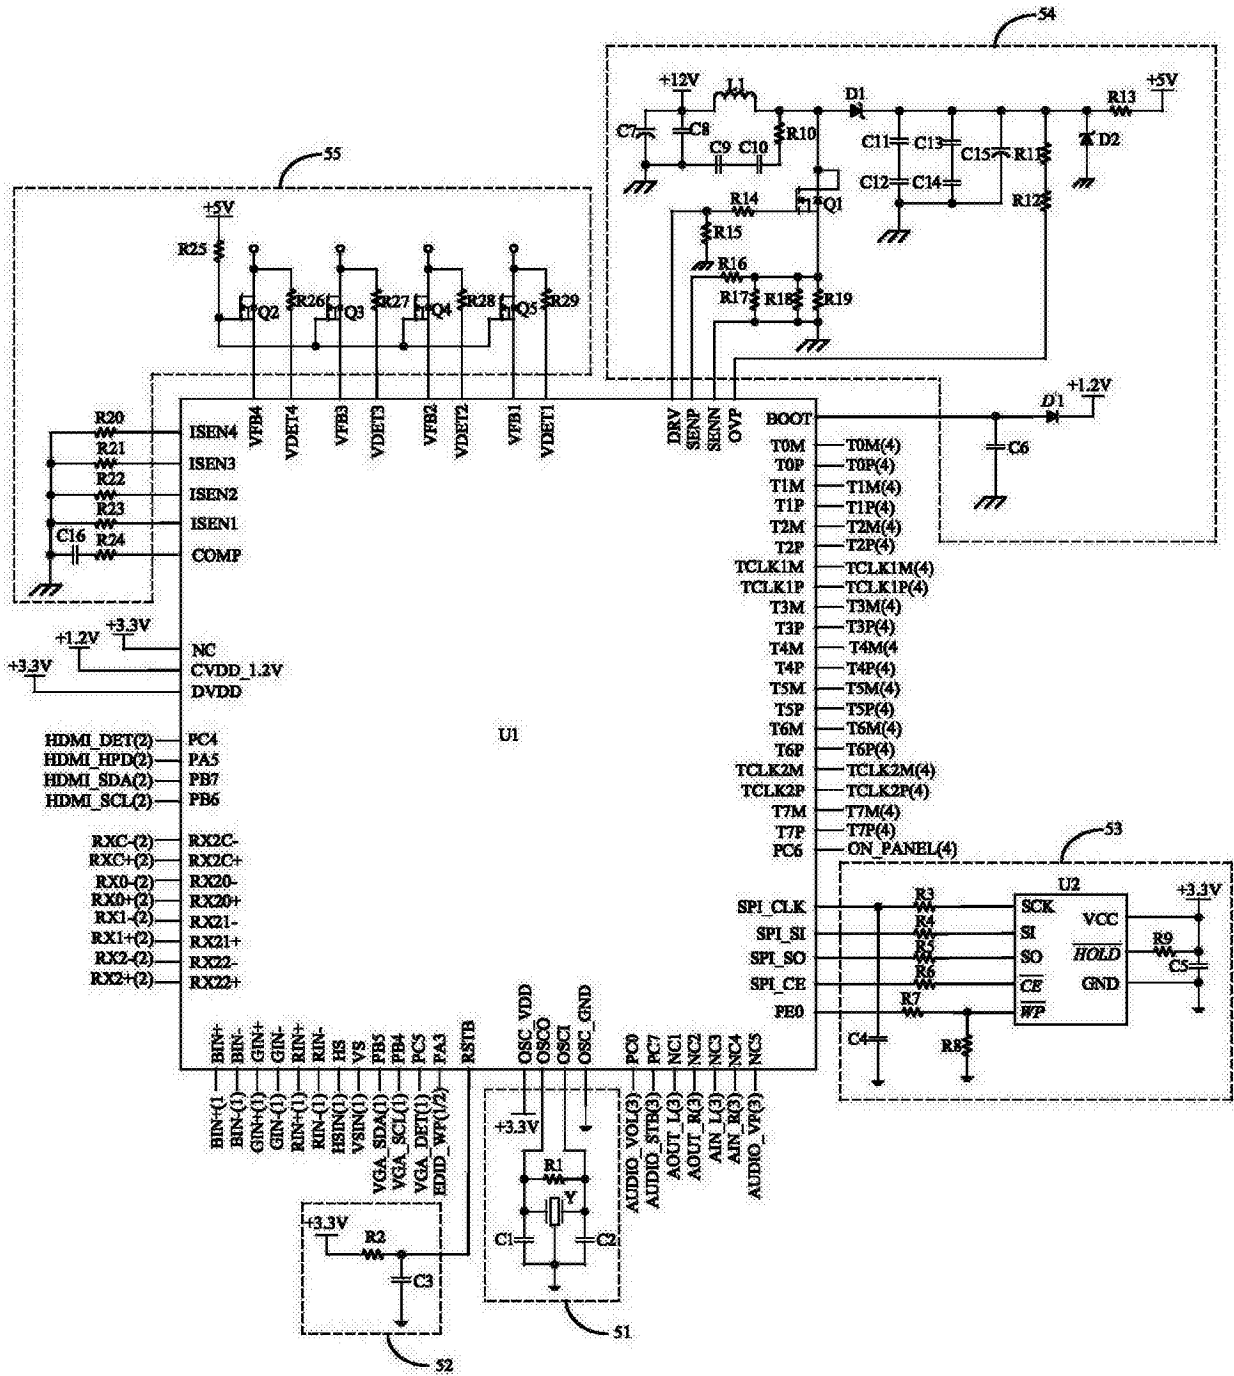 54
+12V
L1
D1
R13
+5V
C7
C8
R10
C9
C10
C11
C13
C15
R11
D2
C12
C14
R12
R14
Q1
R15
R16
R17
R18
R19
55
+5V
R25
Q2
R26
Q3
R27
Q4
R28
Q5
R29
VFB4
VDET4
VFB3
VDET3
VFB2
VDET2
VFB1
VDET1
DRV
SENP
SENN
OVP
D1
+1.2V
C6
R20
ISEN4
R21
ISEN3
R22
ISEN2
R23
ISEN1
C16
R24
COMP
+3.3V
NC
+1.2V
CVDD_1.2V
+3.3V
DVDD
U1
HDMI_DET(2) PC4
HDMI_HPD(2) PA5
HDMI_SDA(2) PB7
HDMI_SCL(2) PB6
RXC-(2) RX2C-
RXC+(2) RX2C+
RX0-(2) RX20-
RX0+(2) RX20+
RX1-(2) RX21-
RX1+(2) RX21+
RX2-(2) RX22-
RX2+(2) RX22+
BOOT
T0M T0M(4)
T0P T0P(4)
T1M T1M(4)
T1P T1P(4)
T2M T2M(4)
T2P T2P(4)
TCLK1M TCLK1M(4)
TCLK1P TCLK1P(4)
T3M T3M(4)
T3P T3P(4)
T4M T4M(4
T4P T4P(4)
T5M T5M(4)
T5P T5P(4)
T6M T6M(4)
T6P T6P(4)
TCLK2M TCLK2M(4)
TCLK2P TCLK2P(4)
T7M T7M(4)
T7P T7P(4)
PC6 ON_PANEL(4)
53
SPI_CLK
SPI_SI
SPI_SO
SPI_CE
PE0
R3
R4
R5
R6
R7
R8
C4
U2
SCK
SI
SO
CE
WP
VCC
HOLD
GND
+3.3V
R9
C5
BIN+
BIN-
GIN+
GIN-
RIN+
RIN-
HS
VS
PB5
PB4
PC5
PA3
RSTB
OSC_VDD
OSCO
OSCI
OSC_GND
PC0
PC7
NC1
NC2
NC3
NC4
NC5
BIN+(1
BIN-(1)
GIN+(1)
GIN-(1)
RIN+(1)
RIN-(1)
HSIN(1)
VSIN(1)
VGA_SDA(1)
VGA_SCL(1)
VGA_DET(1)
EDID_WP(1/2)
AUDIO_VOL(3)
AUDIO_STB(3)
AOUT_L(3)
AOUT_R(3)
AIN_L(3)
AIN_R(3)
AUDIO_VP(3)
+3.3V
R1
Y
C1
C2
51
+3.3V
R2
C3
52